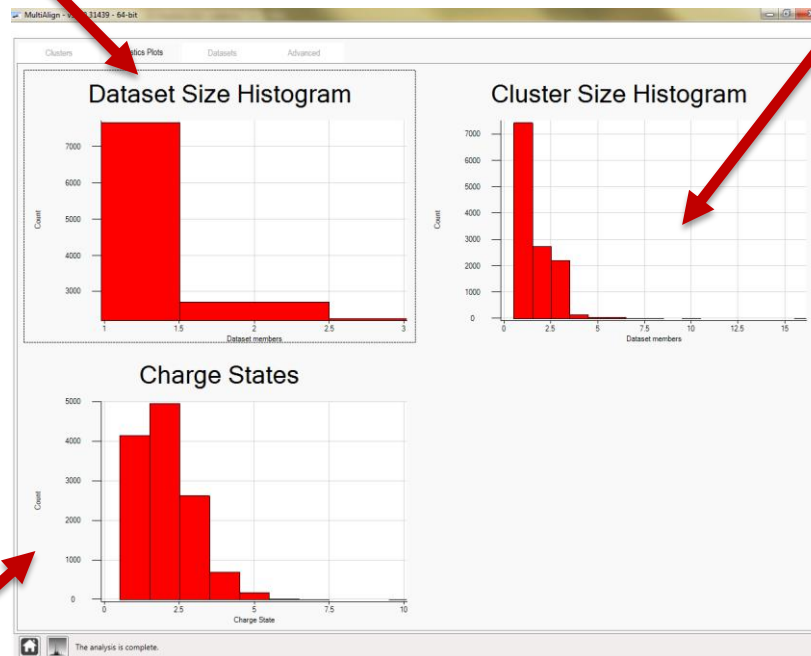 MultiAlign - v 31439 - 64-bit
Clusters
stics Plots
Datasets
Advanced
Dataset Size Histogram
Count
7000
6000
5000
4000
3000
1
1.5
2
2.5
3
Dataset members
Cluster Size Histogram
Count
7000
6000
5000
4000
3000
2000
1000
0
0
2.5
5
7.5
10
12.5
15
Dataset members
Charge States
Count
5000
4000
3000
2000
1000
0
0
2.5
5
7.5
10
Charge State
The analysis is complete.